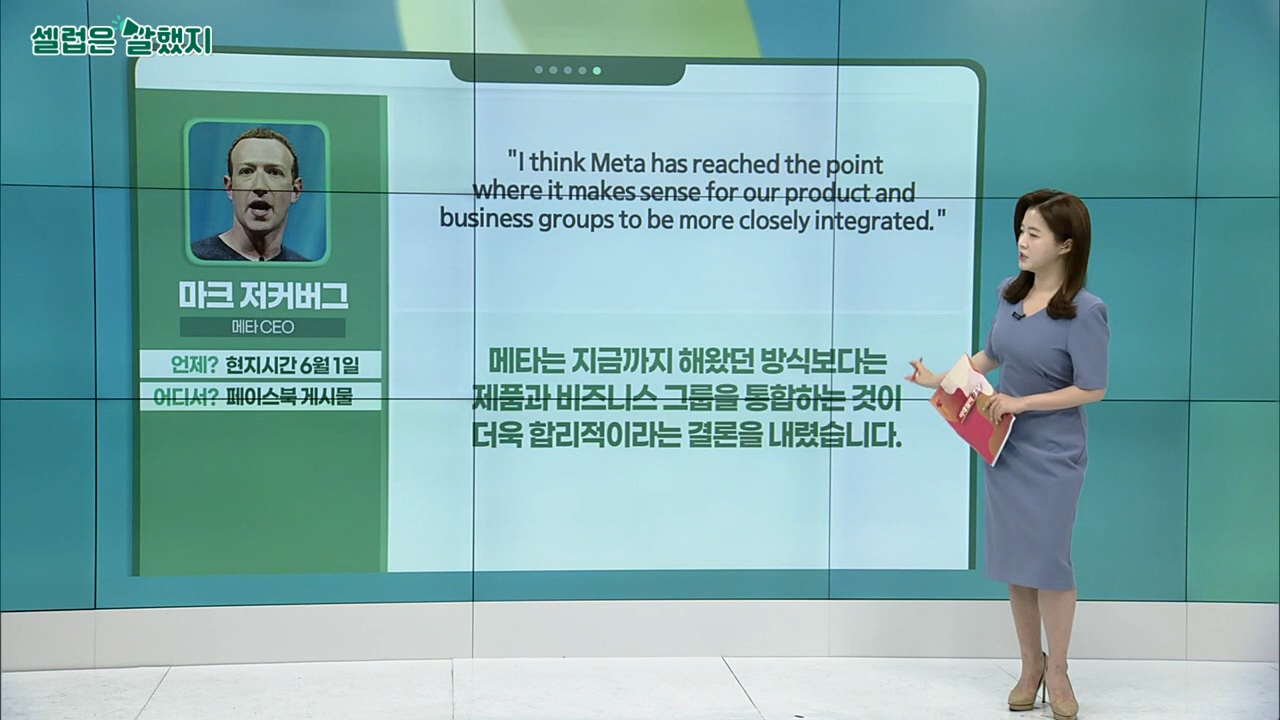 셀럽은 말했지
"I think Meta has reached the point
where it makes sense for our product and
business groups to be more closely integrated."
마크 저커버그
메타 CEO
언제? 현지시간 6월 1일
어디서? 페이스북 게시물
메타는 지금까지 해왔던 방식보다는
제품과 비즈니스 그룹을 통합하는 것이
더욱 합리적이라는 결론을 내렸습니다.